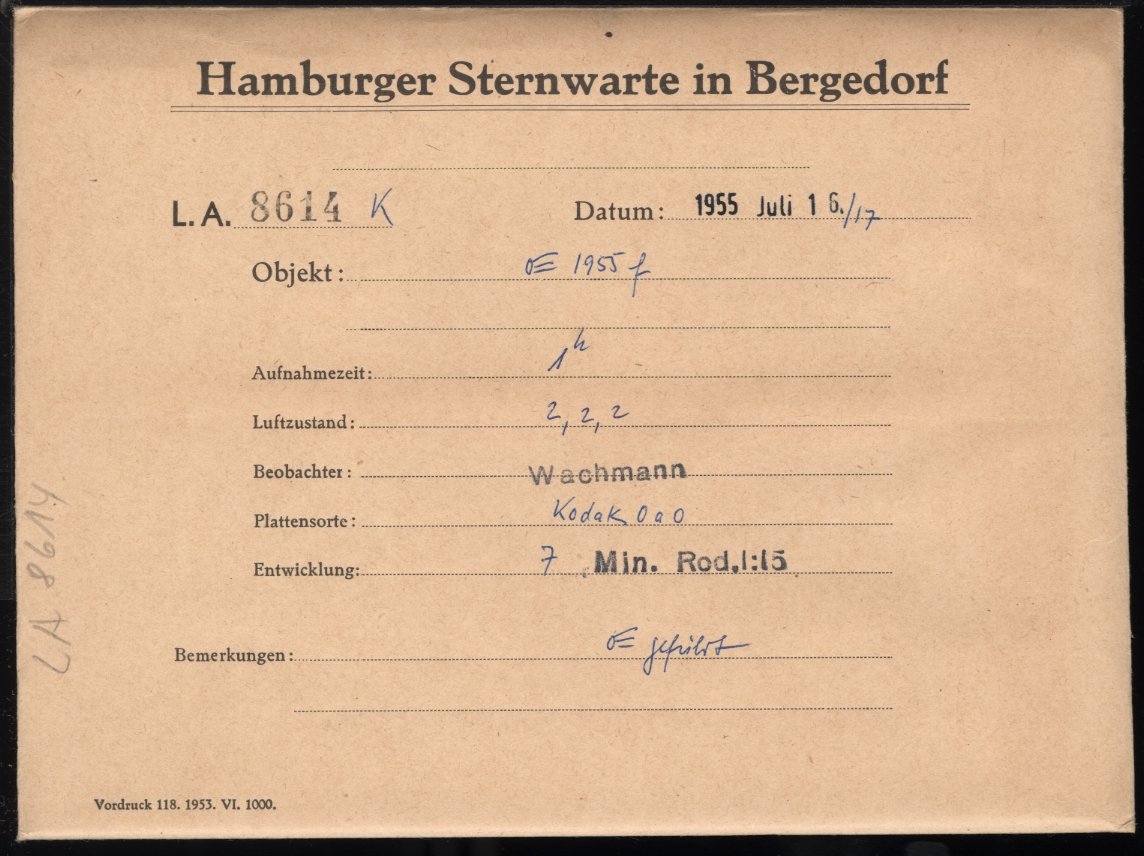 Hamburger Sternwarte in Bergedorf
L. A. 8614 K Datum: 1955 Juli 16./17
Objekt: ☄ 1955 f
Aufnahmezeit: 1h
Luftzustand: 2, 2, 2
Beobachter: Wachmann
Plattensorte: Kodak OaO
Entwicklung: 7 Min. Rod. 1:15
Bemerkungen: ☄ geführt
Vordruck 118. 1953. VI. 1000.
LA 8614